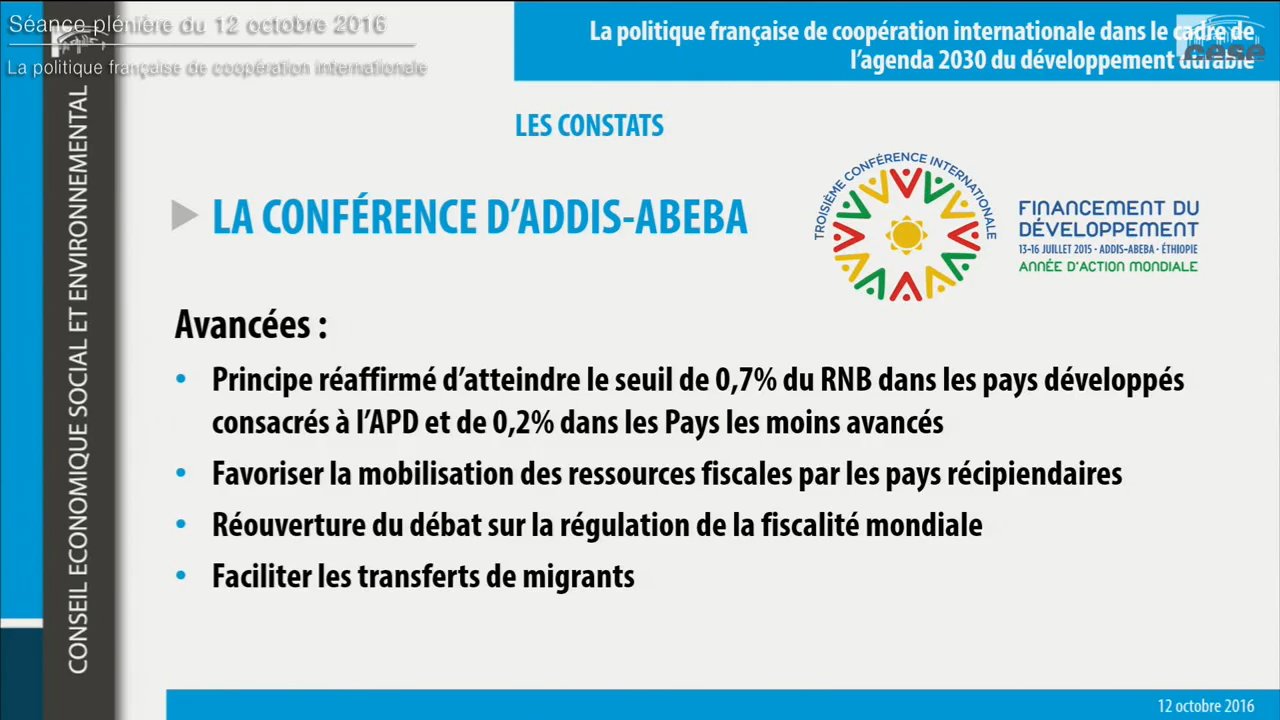 Séance plénière du 12 octobre 2016
La politique française de coopération internationale
La politique française de coopération internationale dans le cadre de
l'agenda 2030 du développement durable
cese
CONSEIL ECONOMIQUE SOCIAL ET ENVIRONNEMENTAL
LES CONSTATS
LA CONFÉRENCE D'ADDIS-ABEBA
TROISIÈME CONFÉRENCE INTERNATIONALE
FINANCEMENT DU
DÉVELOPPEMENT
13-16 JUILLET 2015 • ADDIS-ABEBA • ÉTHIOPIE
ANNÉE D'ACTION MONDIALE
Avancées :
• Principe réaffirmé d'atteindre le seuil de 0,7% du RNB dans les pays développés
consacrés à l'APD et de 0,2% dans les Pays les moins avancés
• Favoriser la mobilisation des ressources fiscales par les pays récipiendaires
• Réouverture du débat sur la régulation de la fiscalité mondiale
• Faciliter les transferts de migrants
12 octobre 2016